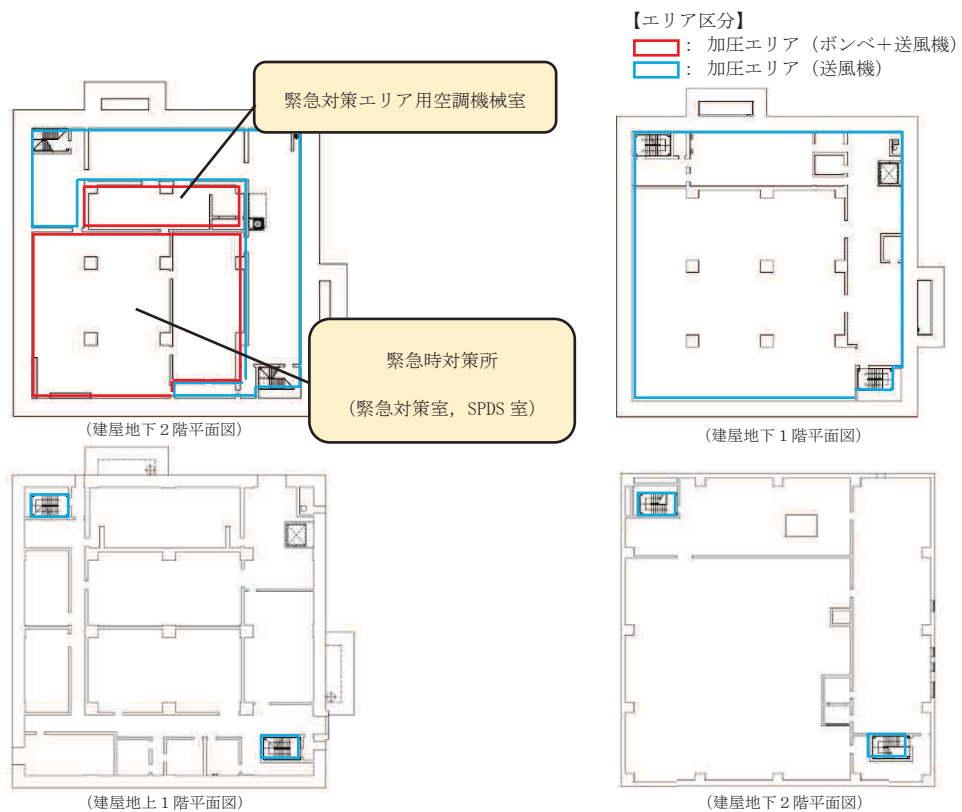 【エリア区分】
： 加圧エリア（ボンベ＋送風機）
： 加圧エリア（送風機）
緊急対策エリア用空調機械室
緊急時対策所
（緊急対策室，SPDS 室）
（建屋地下２階平面図）
（建屋地下１階平面図）
（建屋地上１階平面図）
（建屋地下２階平面図）